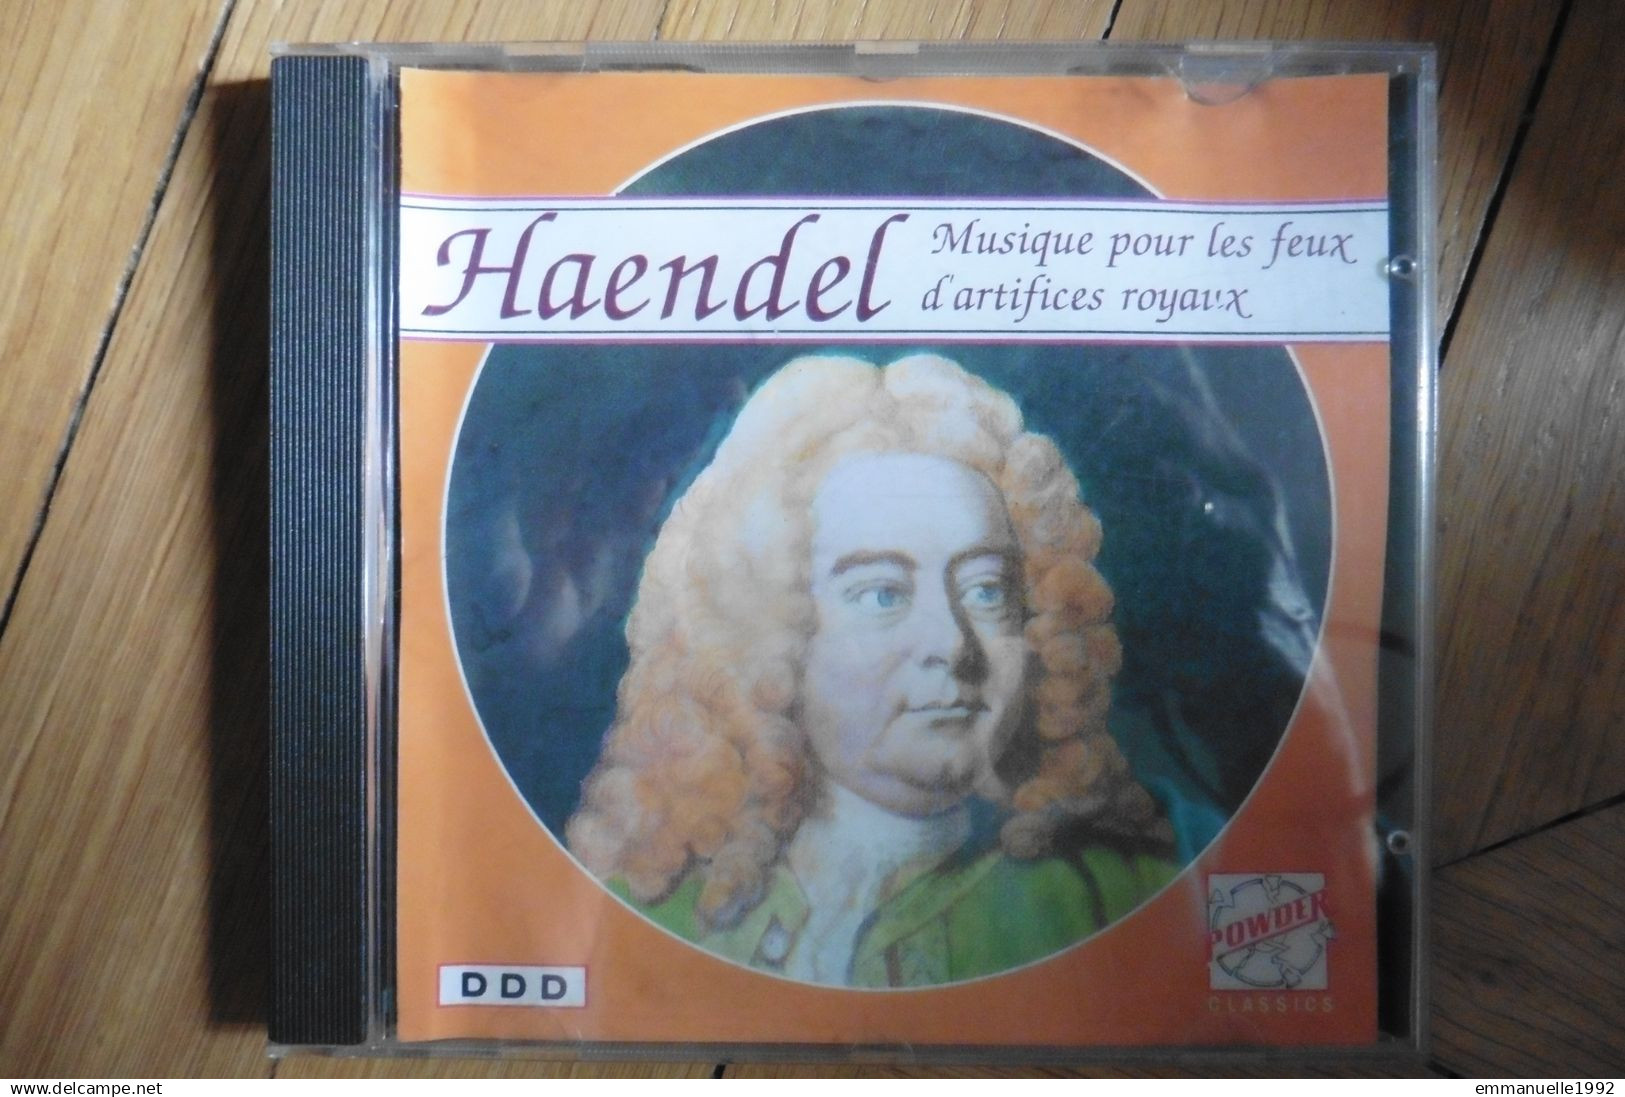 Haendel
Musique pour les feux
d'artifices royaux
POWDER
CLASSICS
DDD
www.delcampe.net
emmanuelle1992